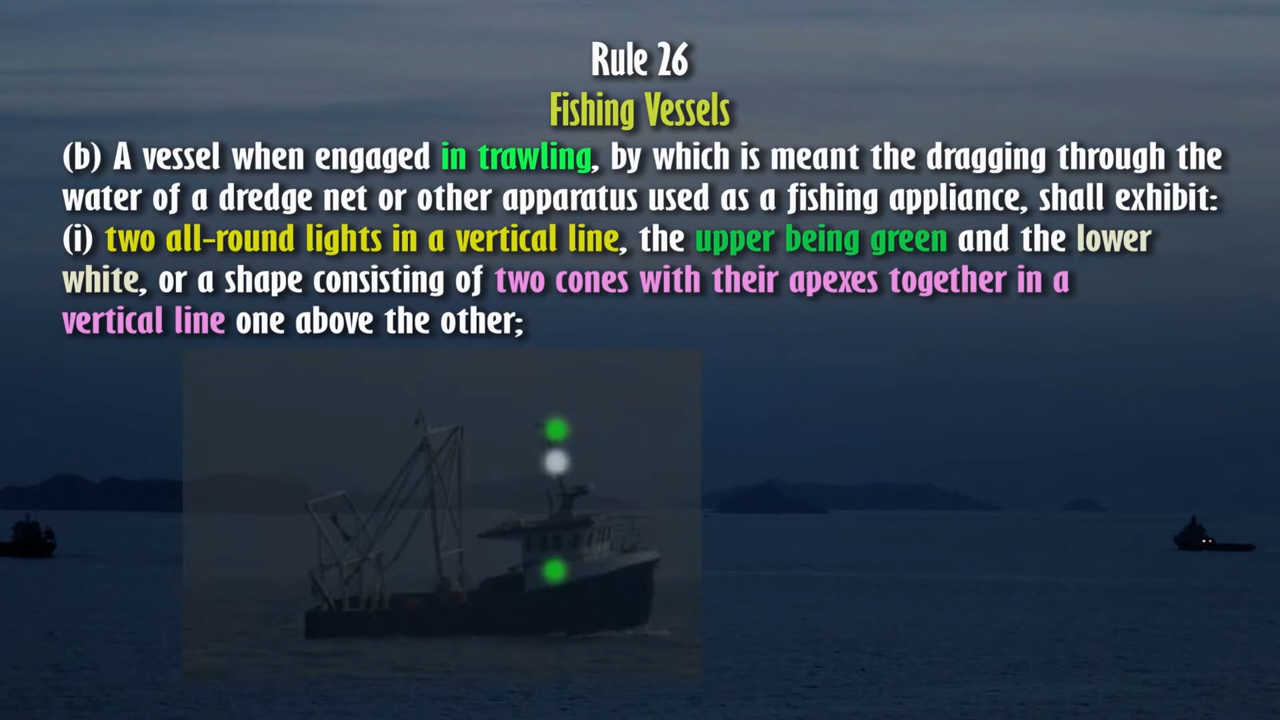 Rule 26
Fishing Vessels
(b) A vessel when engaged in trawling, by which is meant the dragging through the
water of a dredge net or other apparatus used as a fishing appliance, shall exhibit:
(i) two all-round lights in a vertical line, the upper being green and the lower
white, or a shape consisting of two cones with their apexes together in a
vertical line one above the other;